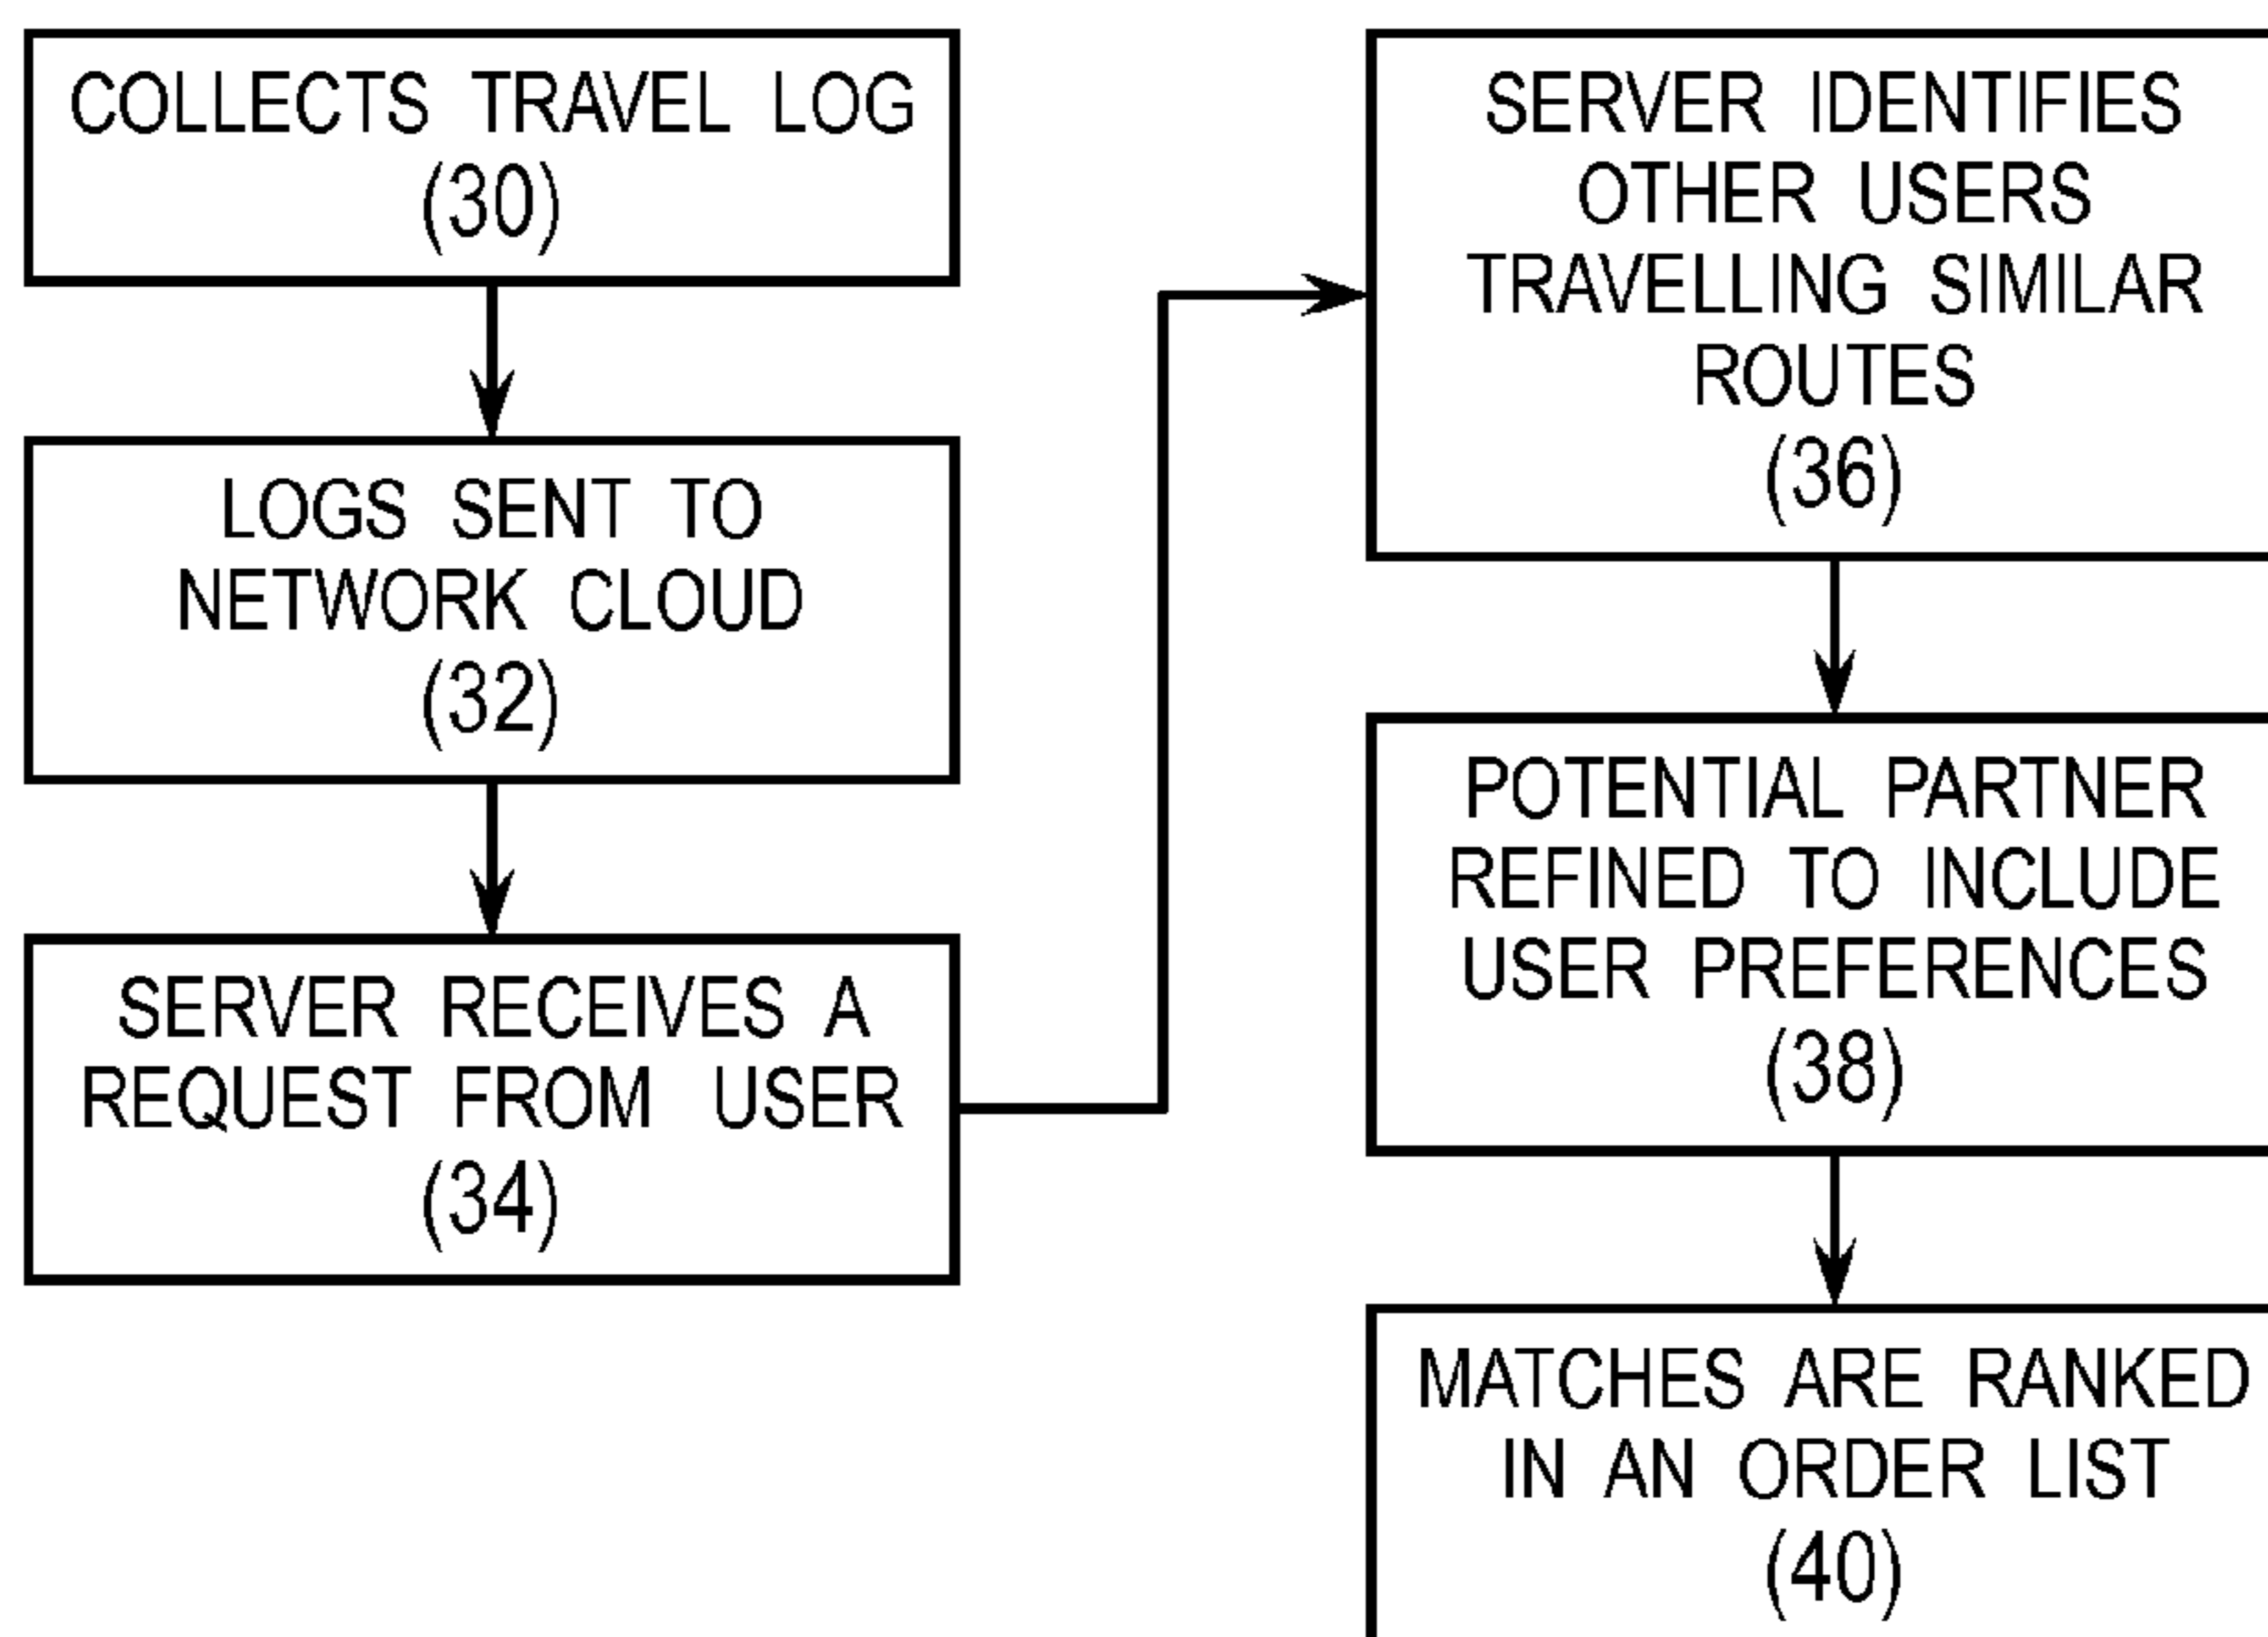 COLLECTS TRAVEL LOG
(30)
LOGS SENT TO
NETWORK CLOUD
(32)
SERVER RECEIVES A
REQUEST FROM USER
(34)
SERVER IDENTIFIES
OTHER USERS
TRAVELLING SIMILAR
ROUTES
(36)
POTENTIAL PARTNER
REFINED TO INCLUDE
USER PREFERENCES
(38)
MATCHES ARE RANKED
IN AN ORDER LIST
(40)